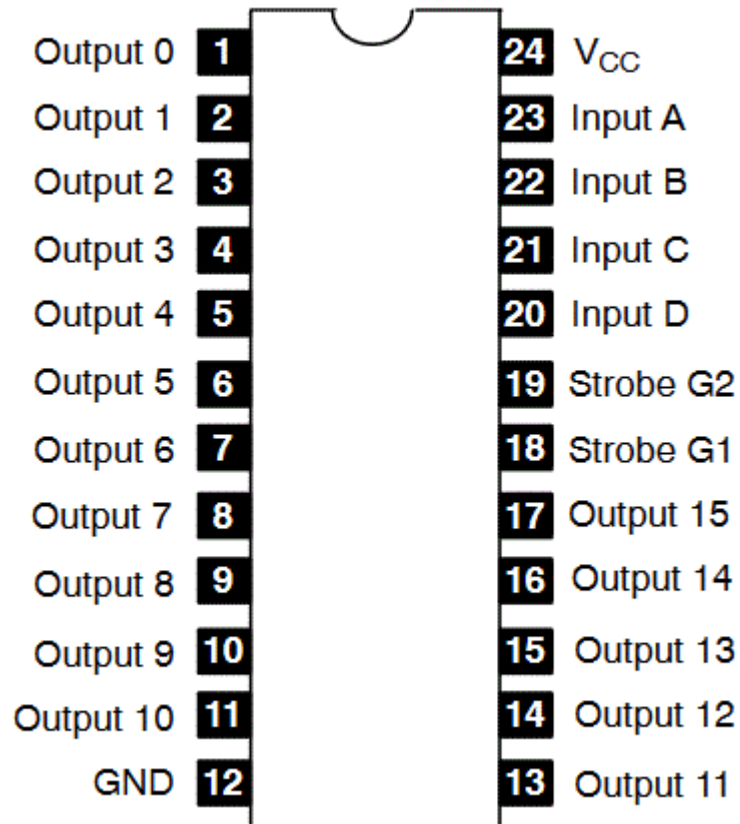 Output 0 1 24 VCC
Output 1 2 23 Input A
Output 2 3 22 Input B
Output 3 4 21 Input C
Output 4 5 20 Input D
Output 5 6 19 Strobe G2
Output 6 7 18 Strobe G1
Output 7 8 17 Output 15
Output 8 9 16 Output 14
Output 9 10 15 Output 13
Output 10 11 14 Output 12
GND 12 13 Output 11